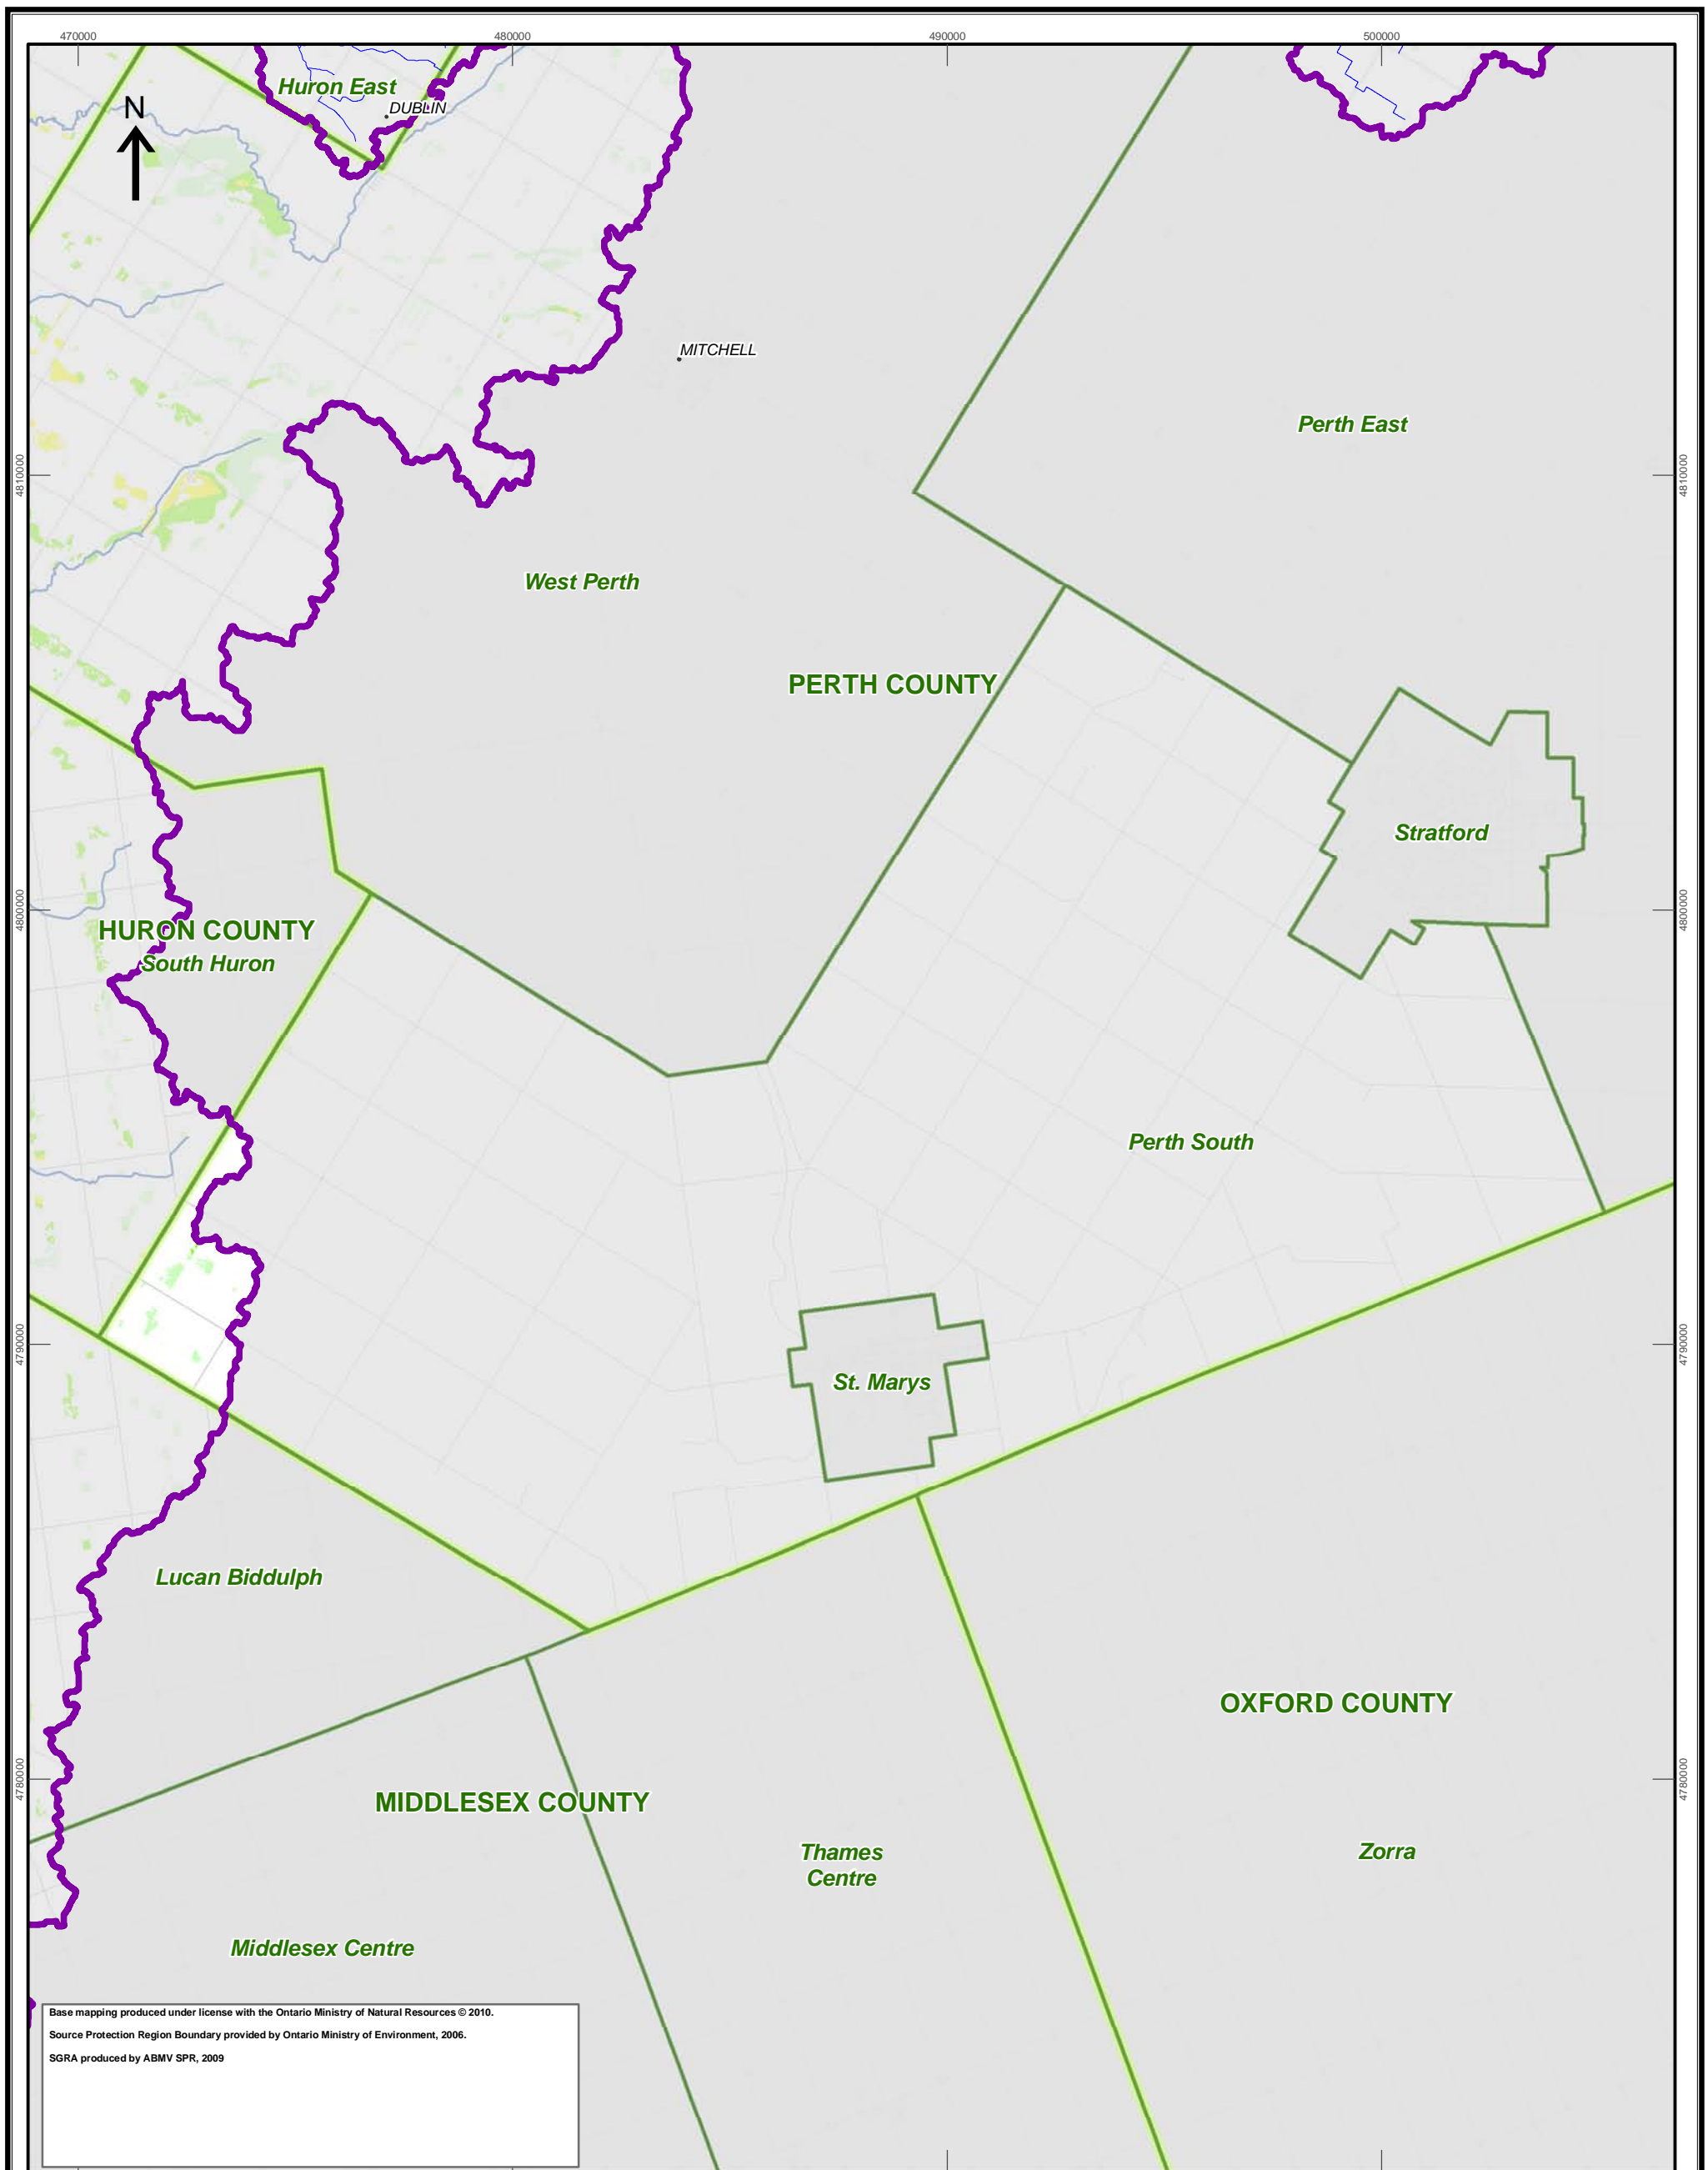 470000
480000
490000
500000
N
Huron East
DUBLIN
MITCHELL
Perth East
4810000
4810000
West Perth
PERTH COUNTY
Stratford
4800000
4800000
HURON COUNTY
South Huron
Perth South
4790000
4790000
St. Marys
Lucan Biddulph
OXFORD COUNTY
4780000
4780000
MIDDLESEX COUNTY
Thames
Centre
Zorra
Middlesex Centre
Base mapping produced under license with the Ontario Ministry of Natural Resources © 2010.
Source Protection Region Boundary provided by Ontario Ministry of Environment, 2006.
SGRA produced by ABMV SPR, 2009